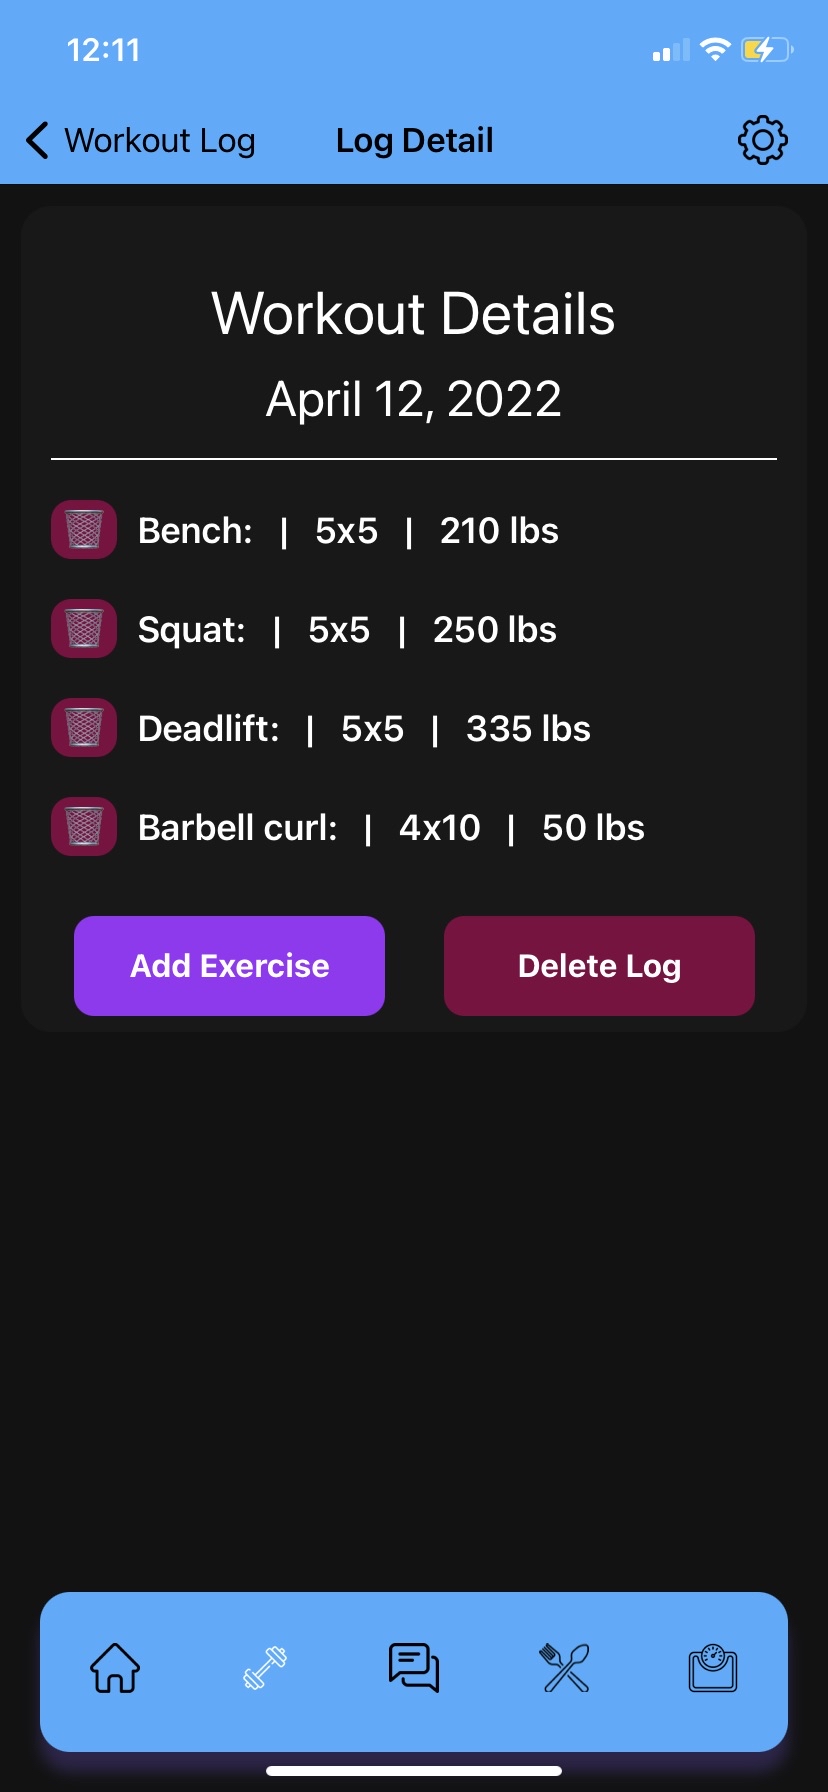 12:11
Workout Log Log Detail
Workout Details
April 12, 2022
Bench: | 5x5 | 210 lbs
Squat: | 5x5 | 250 lbs
Deadlift: | 5x5 | 335 lbs
Barbell curl: | 4x10 | 50 lbs
Add Exercise Delete Log